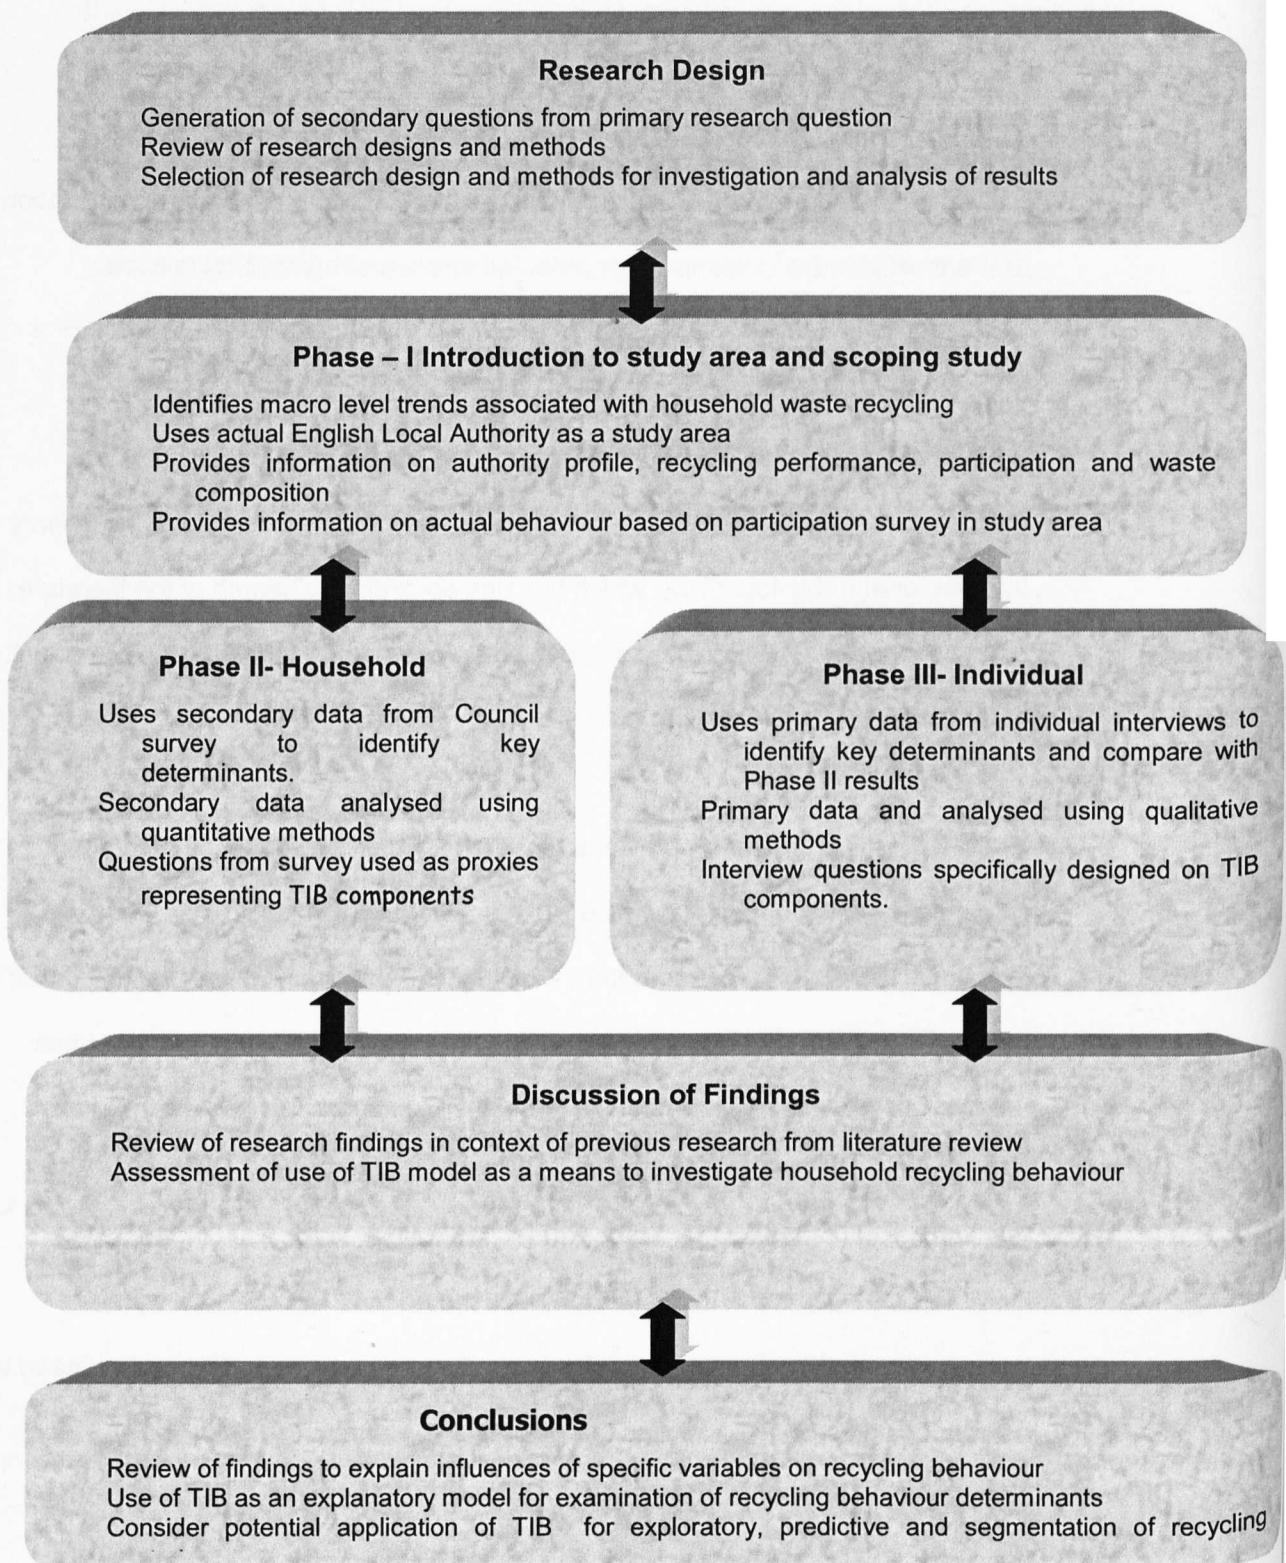 Research Design
Generation of secondary questions from primary research question
Review of research designs and methods
Selection of research design and methods for investigation and analysis of results
Phase – I Introduction to study area and scoping study
Identifies macro level trends associated with household waste recycling
Uses actual English Local Authority as a study area
Provides information on authority profile, recycling performance, participation and waste
composition
Provides information on actual behaviour based on participation survey in study area
Phase II- Household
Uses secondary data from Council
survey to identify key
determinants.
Secondary data analysed using
quantitative methods
Questions from survey used as proxies
representing TIB components
Phase III- Individual
Uses primary data from individual interviews to
identify key determinants and compare with
Phase II results
Primary data and analysed using qualitative
methods
Interview questions specifically designed on TIB
components.
Discussion of Findings
Review of research findings in context of previous research from literature review
Assessment of use of TIB model as a means to investigate household recycling behaviour
Conclusions
Review of findings to explain influences of specific variables on recycling behaviour
Use of TIB as an explanatory model for examination of recycling behaviour determinants
Consider potential application of TIB for exploratory, predictive and segmentation of recycling